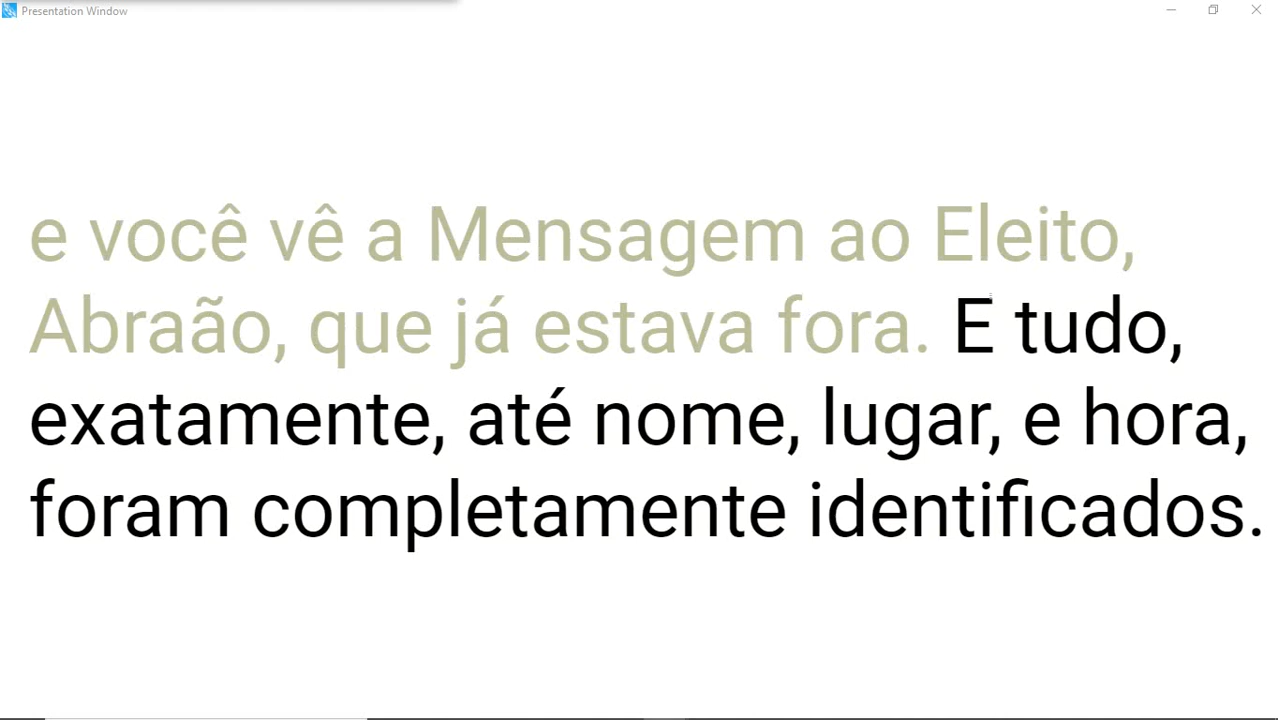 Presentation Window
e você vê a Mensagem ao Eleito,
Abraão, que já estava fora. E tudo,
exatamente, até nome, lugar, e hora,
foram completamente identificados.